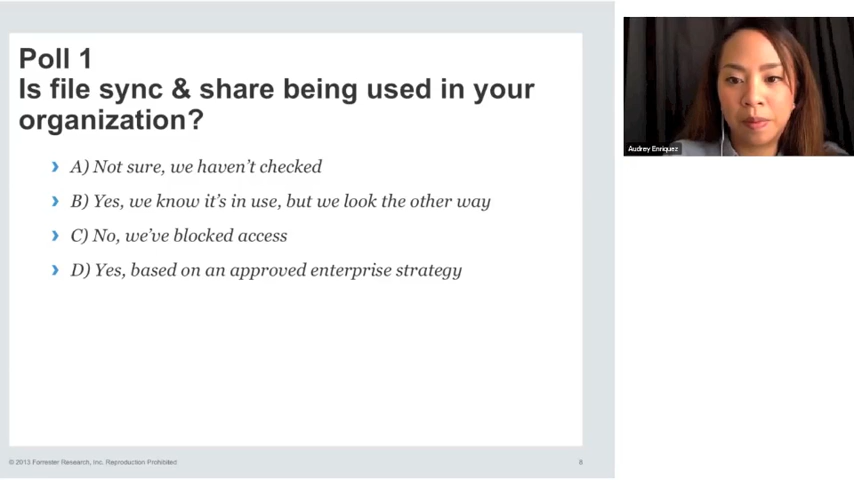 Poll 1
Is file sync & share being used in your
organization?
› A) Not sure, we haven't checked
› B) Yes, we know it's in use, but we look the other way
› C) No, we've blocked access
› D) Yes, based on an approved enterprise strategy
© 2013 Forrester Research, Inc. Reproduction Prohibited
8
Audrey Enriquez